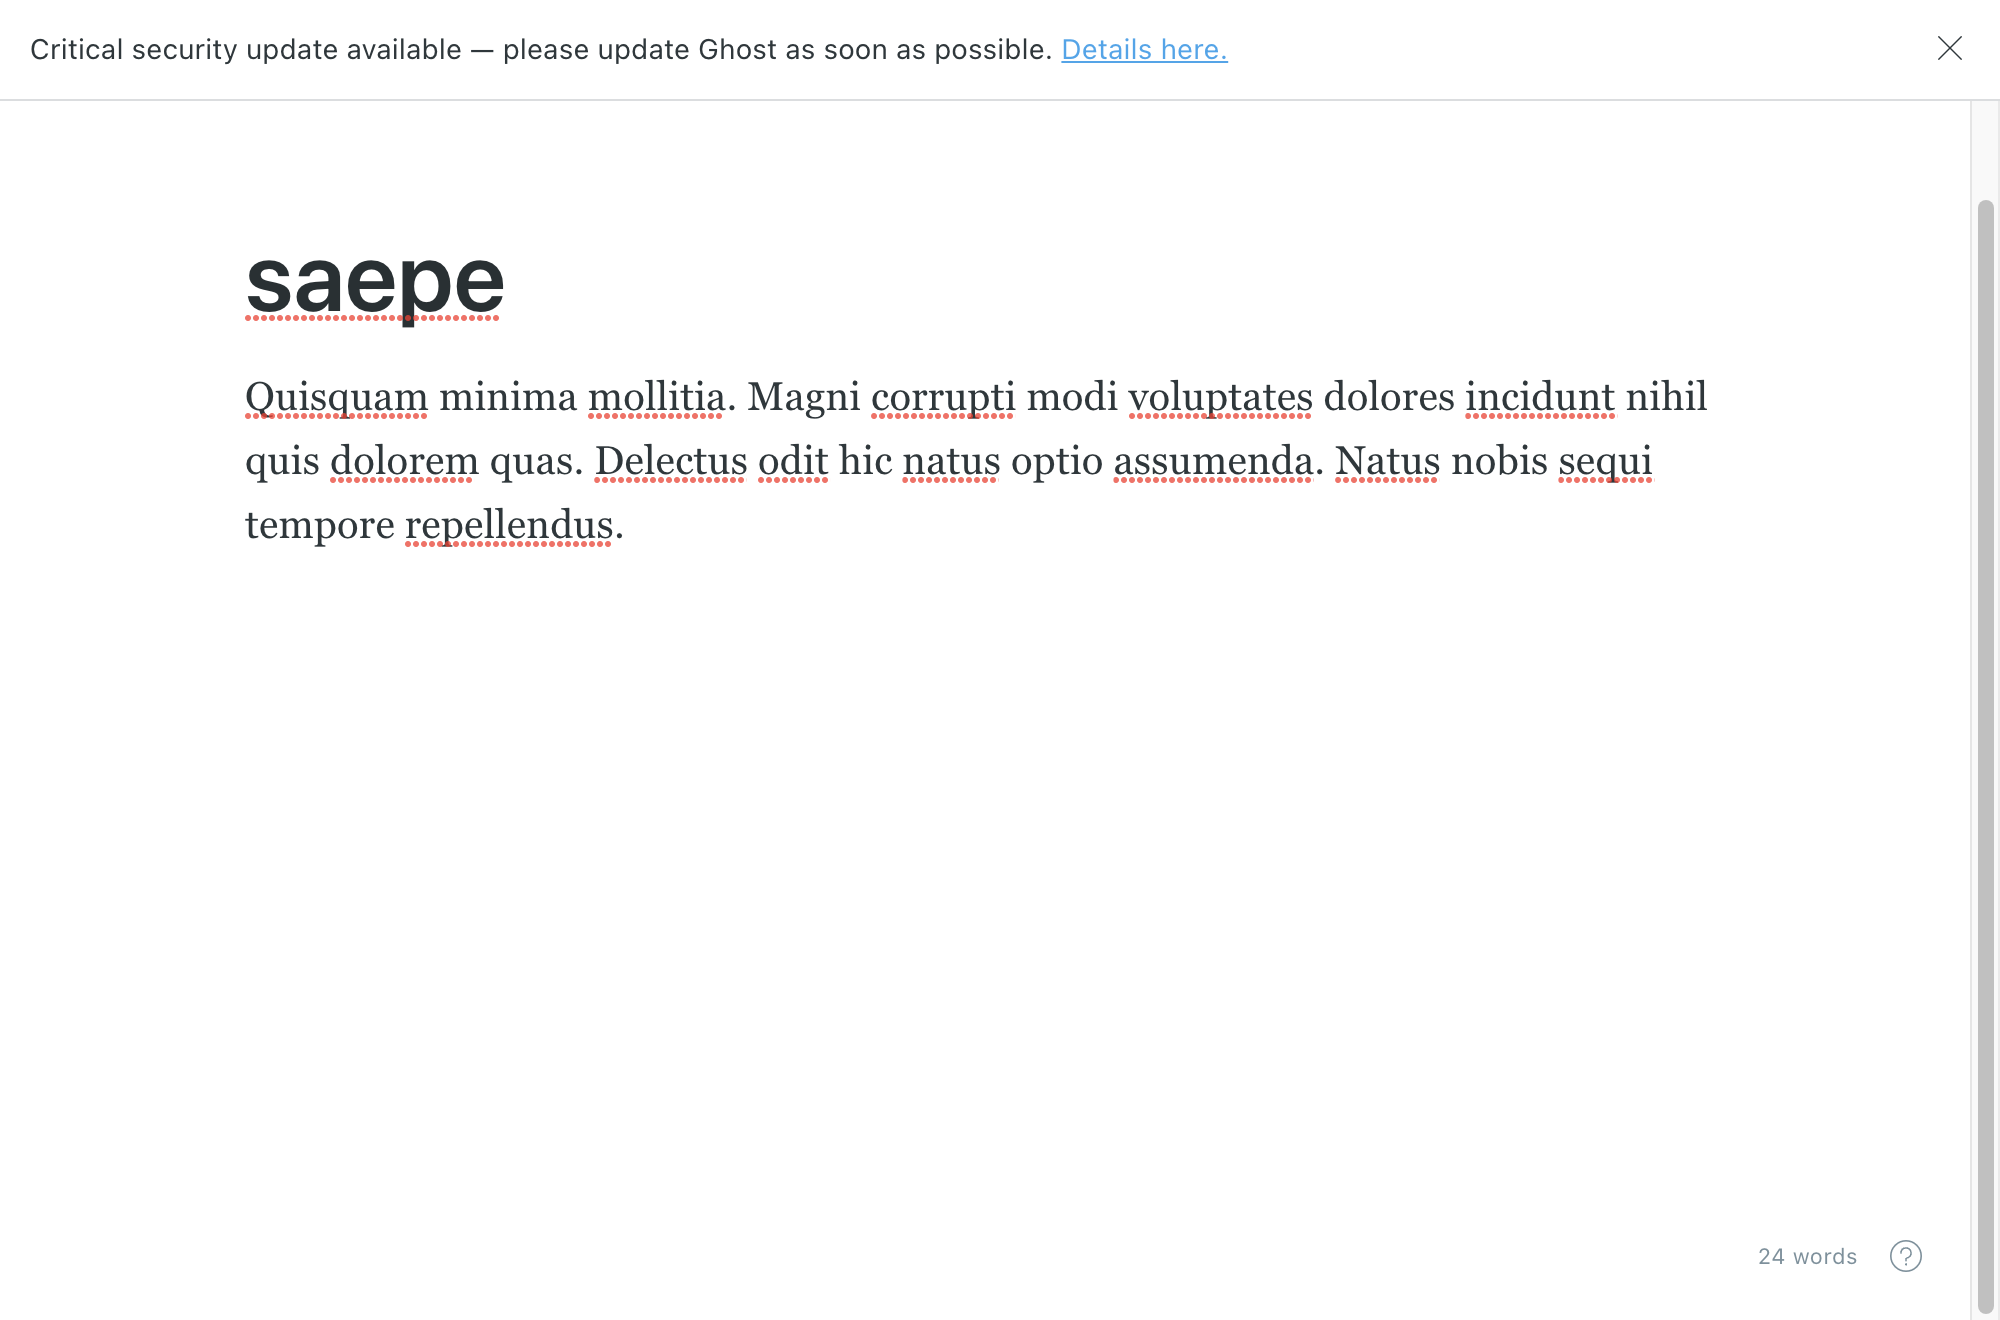 Critical security update available — please update Ghost as soon as possible. Details here.
saepe
Quisquam minima mollitia. Magni corrupti modi voluptates dolores incidunt nihil
quis dolorem quas. Delectus odit hic natus optio assumenda. Natus nobis sequi
tempore repellendus.
24 words
?